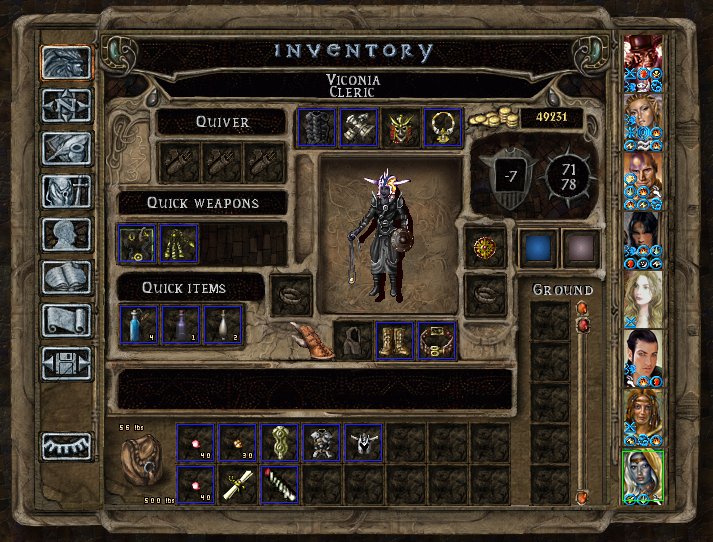 INVENTORY
VICONIA
CLERIC
QUIVER
49231
-7
71
78
QUICK WEAPONS
QUICK ITEMS
GROUND
4
1
2
55 lbs
40
30
500 lbs
40